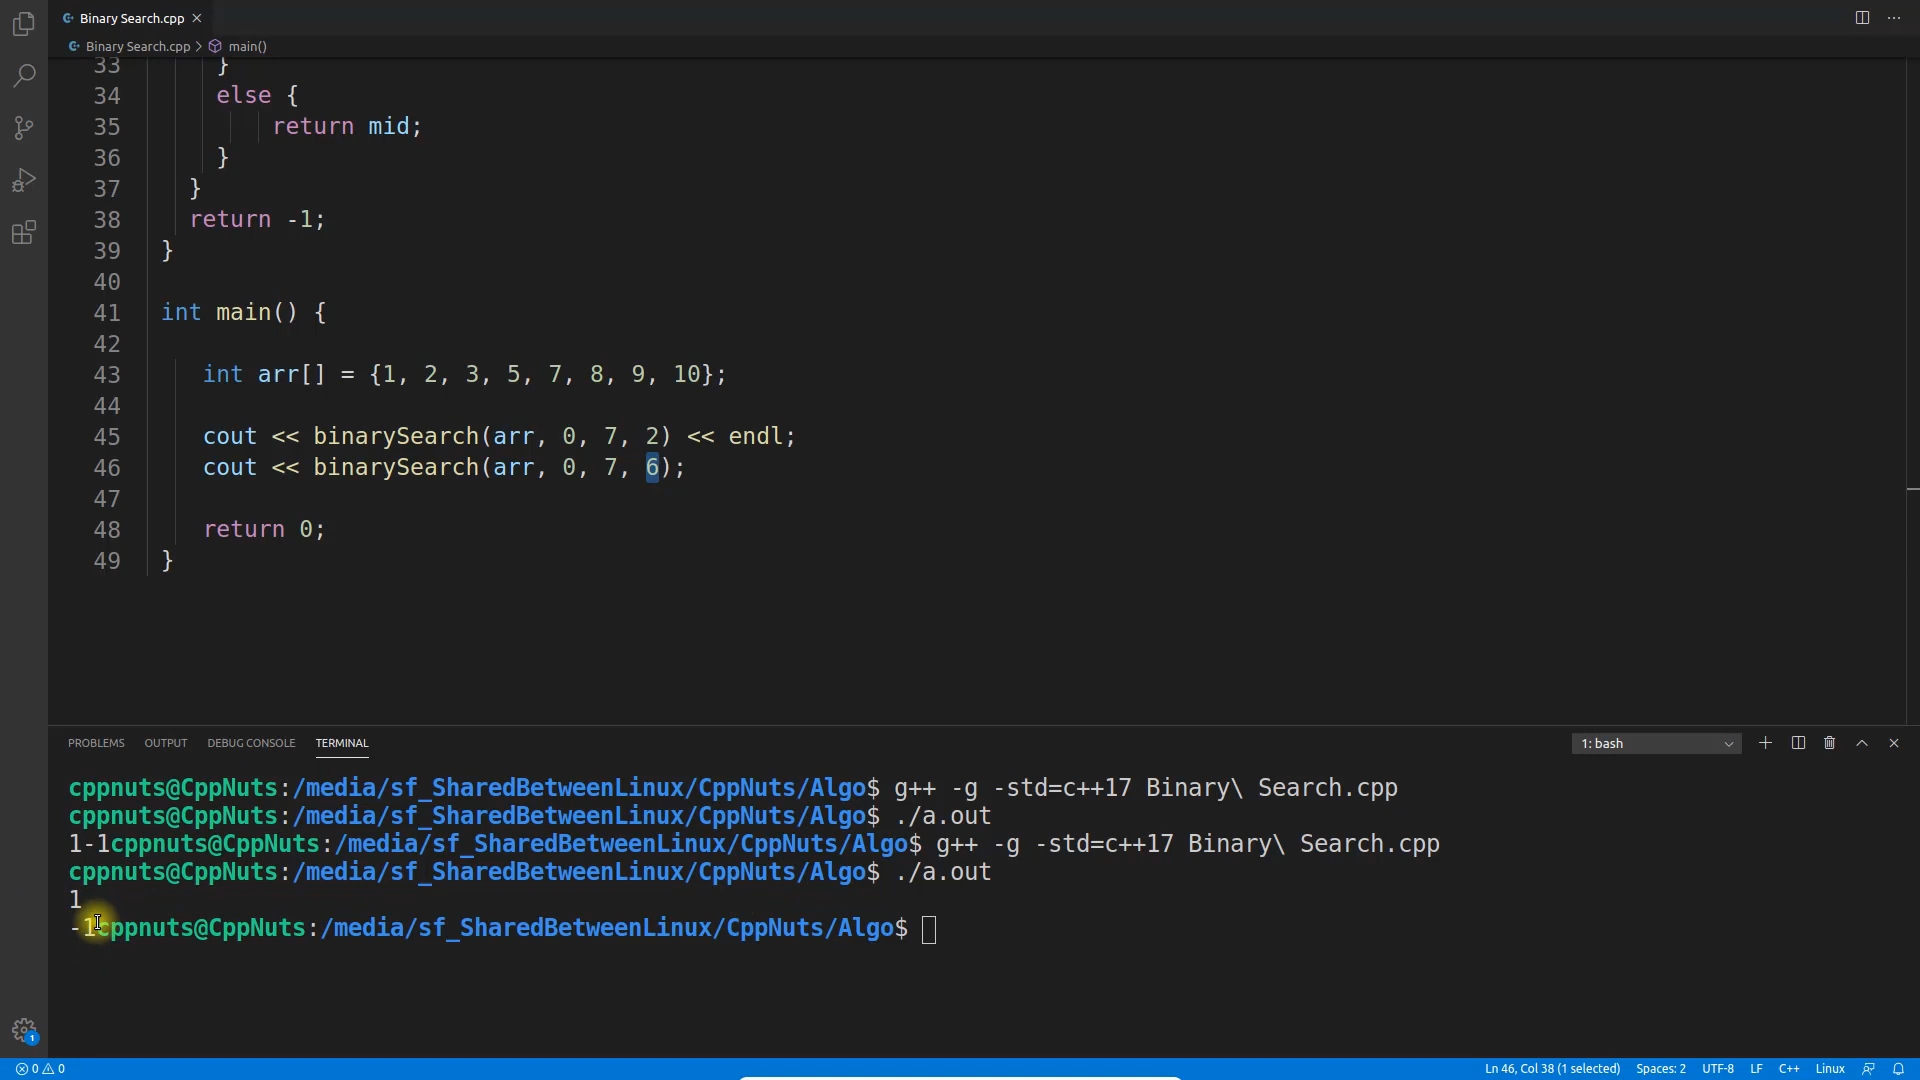 Binary Search.cpp
Binary Search.cpp > main()
33 }
34 else {
35 return mid;
36 }
37 }
38 return -1;
39 }
40
41 int main() {
42
43 int arr[] = {1, 2, 3, 5, 7, 8, 9, 10};
44
45 cout << binarySearch(arr, 0, 7, 2) << endl;
46 cout << binarySearch(arr, 0, 7, 6);
47
48 return 0;
49 }
PROBLEMS OUTPUT DEBUG CONSOLE TERMINAL 1: bash
cppnuts@CppNuts:/media/sf_SharedBetweenLinux/CppNuts/Algo$ g++ -g -std=c++17 Binary\ Search.cpp
cppnuts@CppNuts:/media/sf_SharedBetweenLinux/CppNuts/Algo$ ./a.out
1-1cppnuts@CppNuts:/media/sf_SharedBetweenLinux/CppNuts/Algo$ g++ -g -std=c++17 Binary\ Search.cpp
cppnuts@CppNuts:/media/sf_SharedBetweenLinux/CppNuts/Algo$ ./a.out
1
-1cppnuts@CppNuts:/media/sf_SharedBetweenLinux/CppNuts/Algo$
1
0 0 Ln 46, Col 38 (1 selected) Spaces: 2 UTF-8 LF C++ Linux